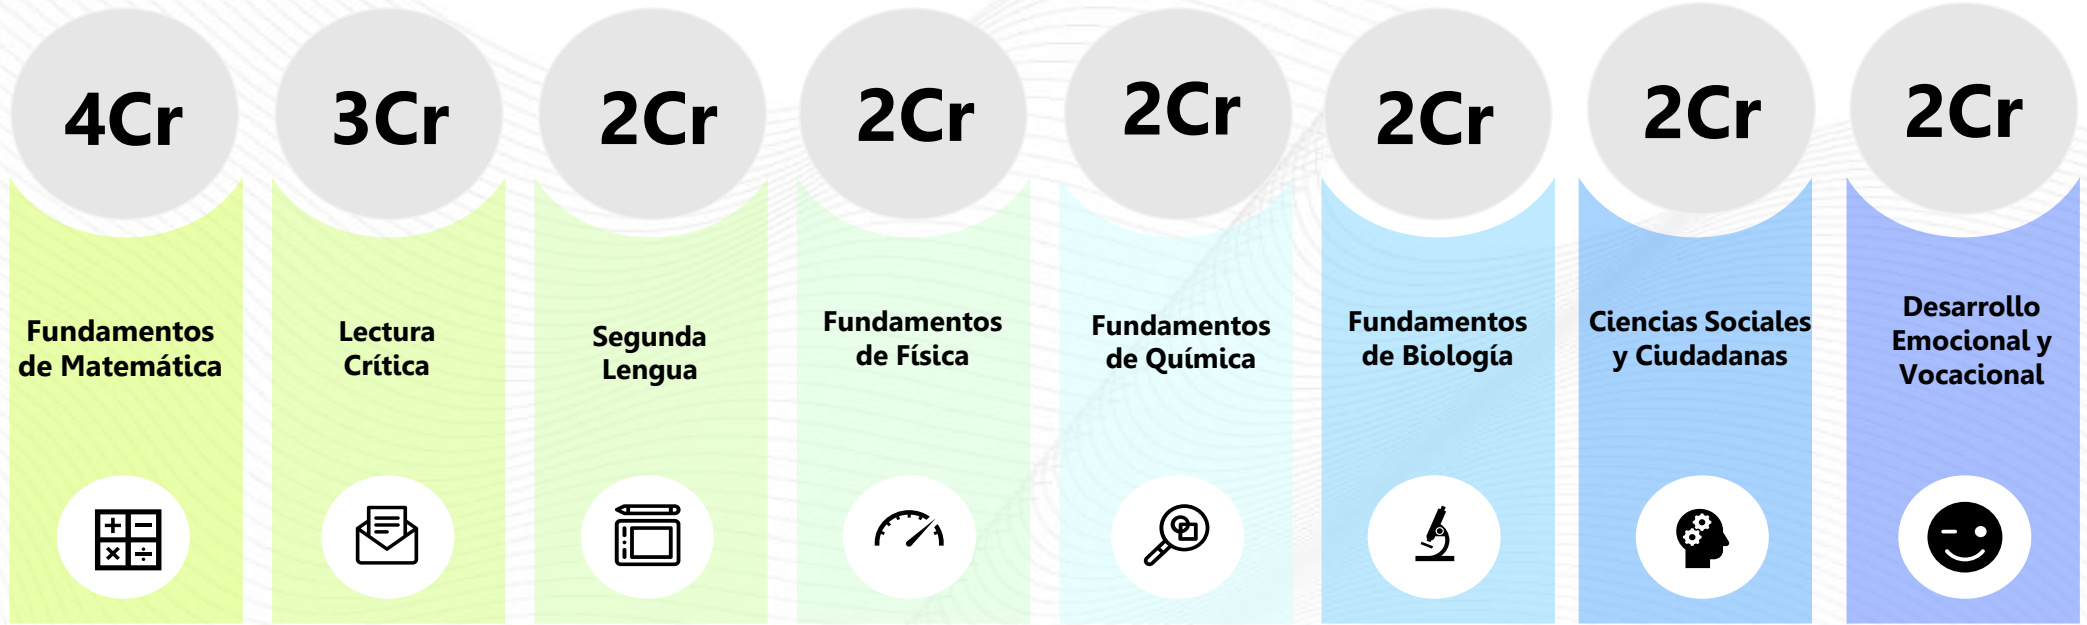 4Cr
3Cr
2Cr
2Cr
2Cr
2Cr
2Cr
2Cr
Fundamentos
de Matemática
Lectura
Crítica
Segunda
Lengua
Fundamentos
de Física
Fundamentos
de Química
Fundamentos
de Biología
Ciencias Sociales
y Ciudadanas
Desarrollo
Emocional y
Vocacional